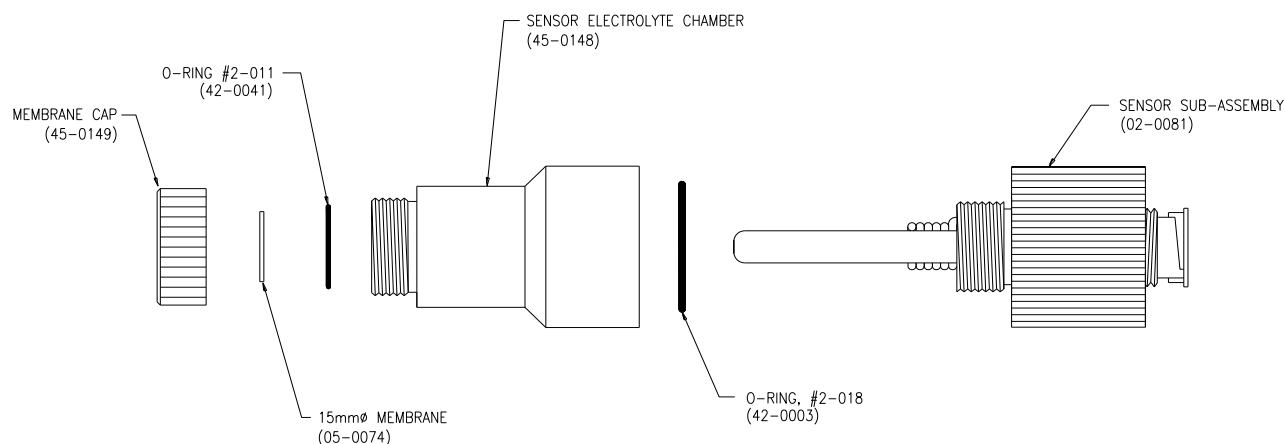 SENSOR ELECTROLYTE CHAMBER
(45-0148)
O-RING #2-011
(42-0041)
MEMBRANE CAP
(45-0149)
SENSOR SUB-ASSEMBLY
(02-0081)
15mmø MEMBRANE
(05-0074)
O-RING, #2-018
(42-0003)